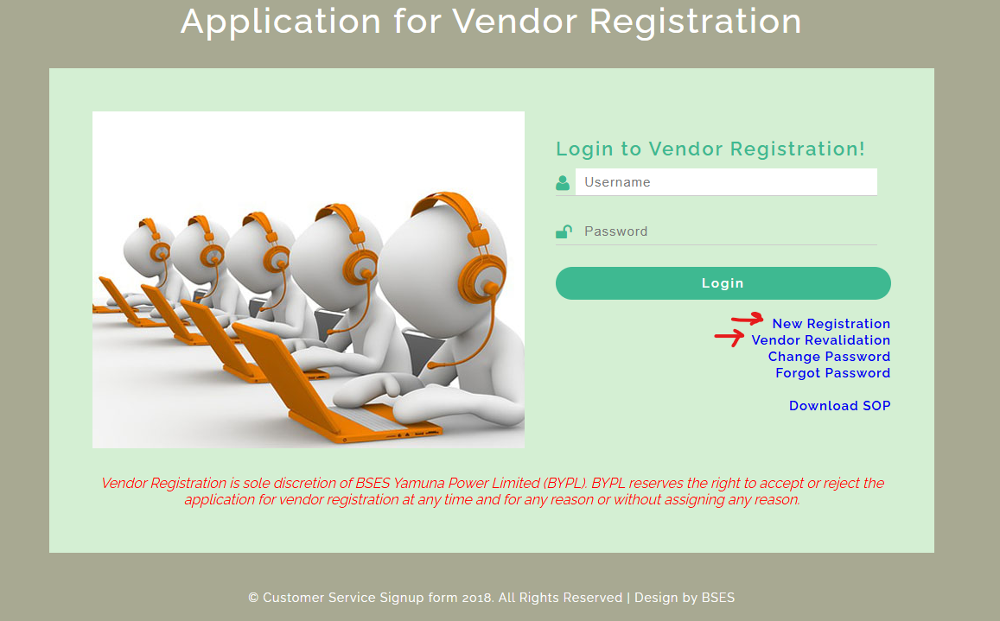 Application for Vendor Registration
Login to Vendor Registration!
Username
Password
Login
New Registration
Vendor Revalidation
Change Password
Forgot Password
Download SOP
Vendor Registration is sole discretion of BSES Yamuna Power Limited (BYPL). BYPL reserves the right to accept or reject the
application for vendor registration at any time and for any reason or without assigning any reason.
© Customer Service Signup form 2018. All Rights Reserved | Design by BSES